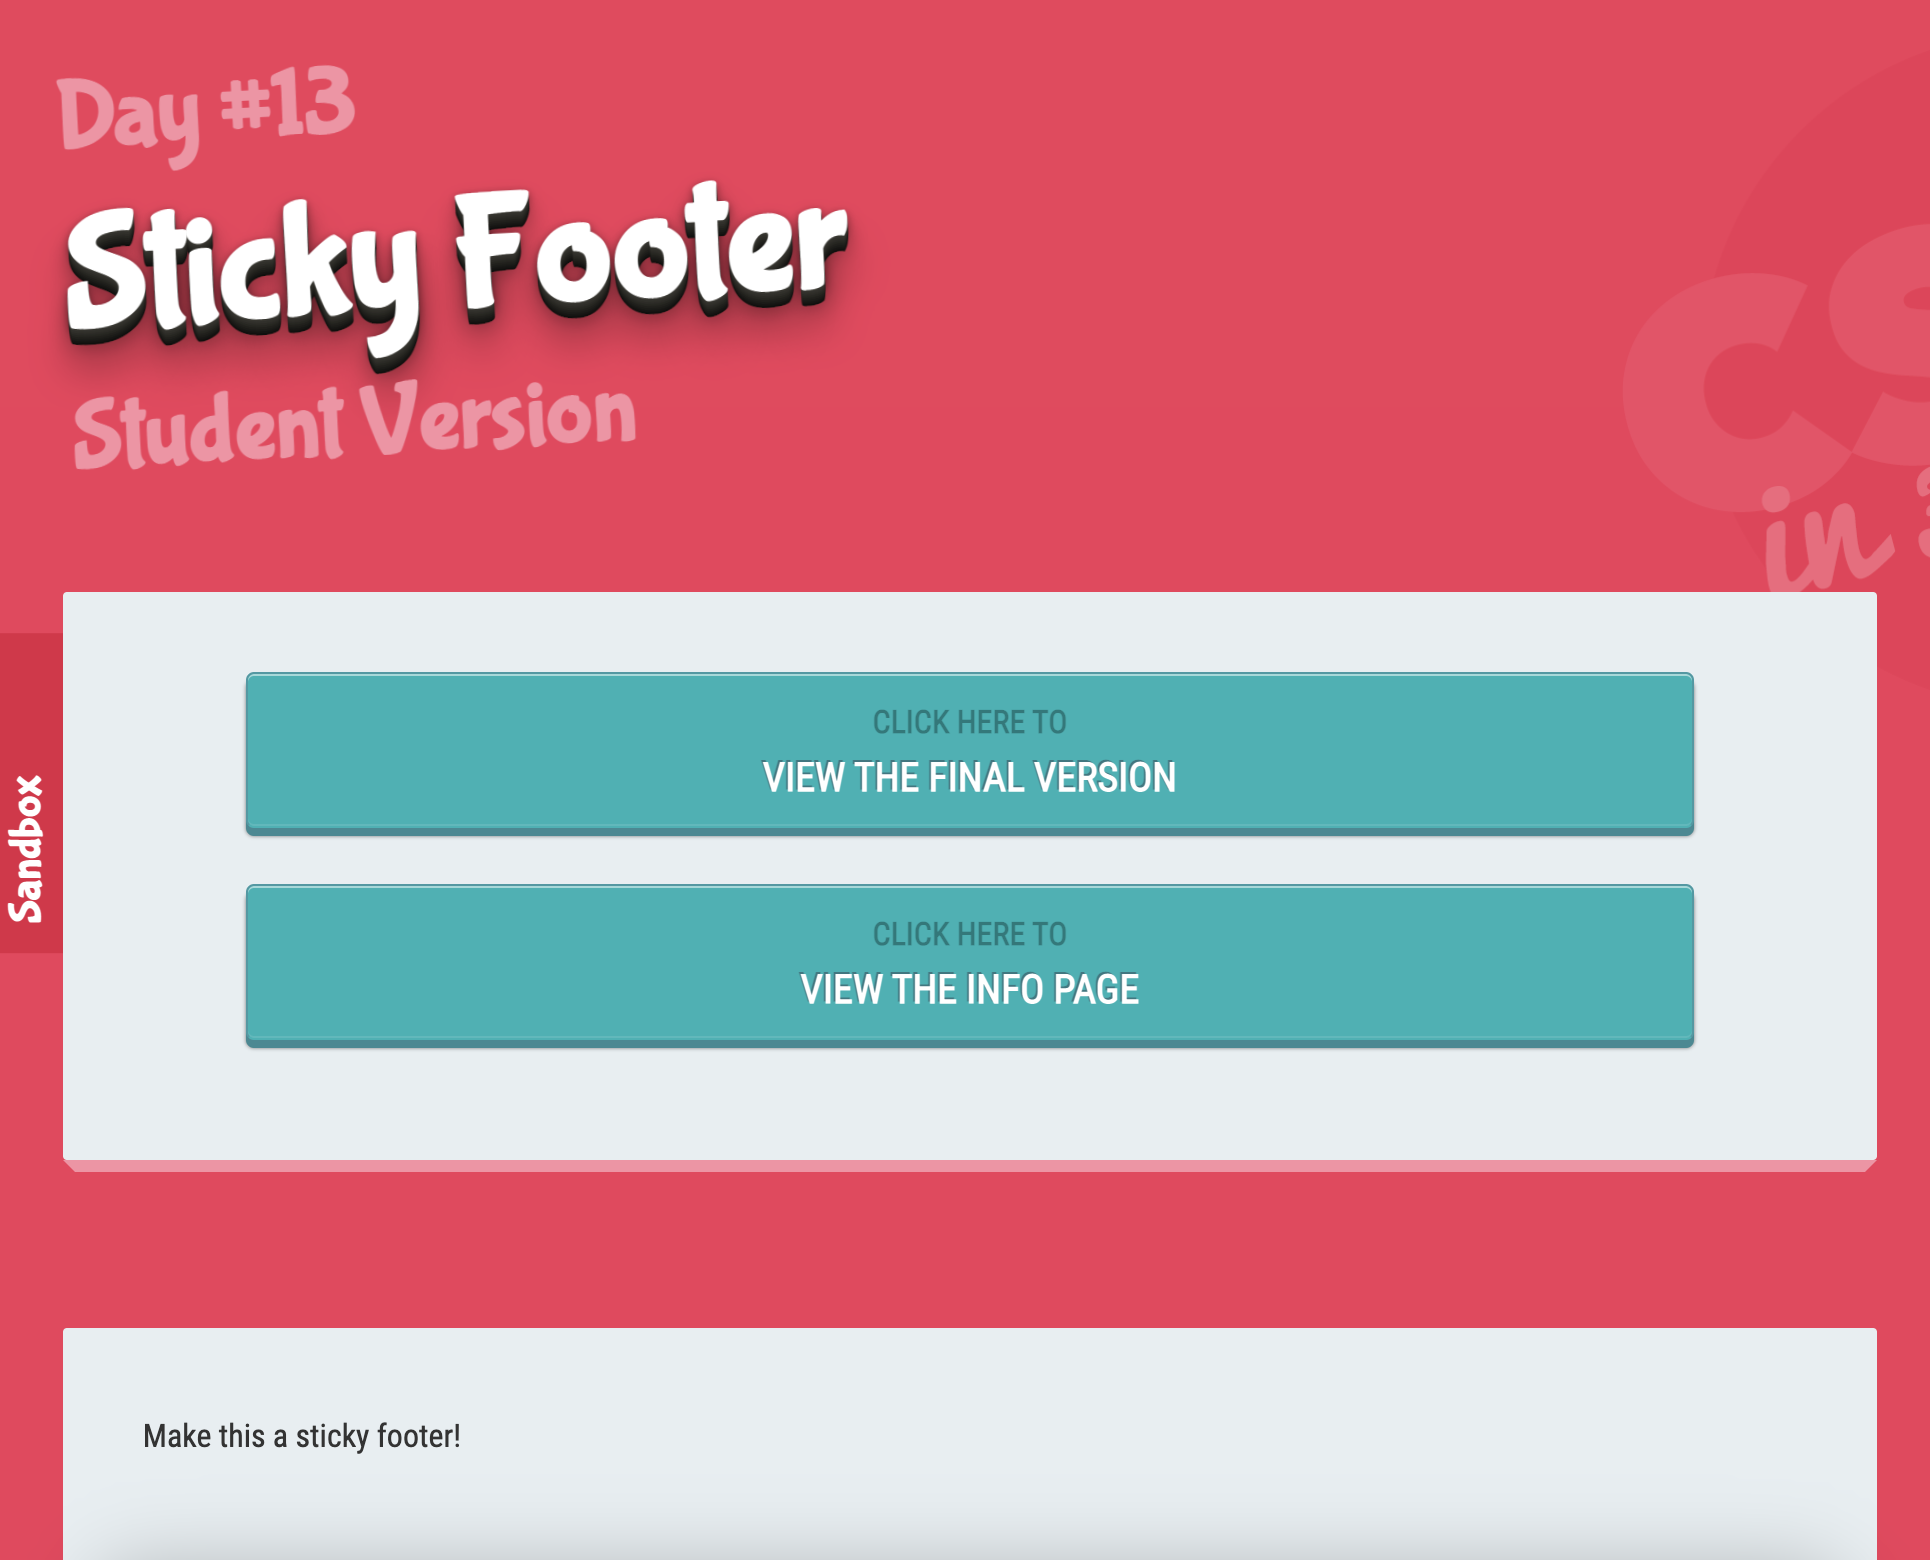 Day #13
Sticky Footer
Student Version
CS
in
Sandbox
CLICK HERE TO
VIEW THE FINAL VERSION
CLICK HERE TO
VIEW THE INFO PAGE
Make this a sticky footer!